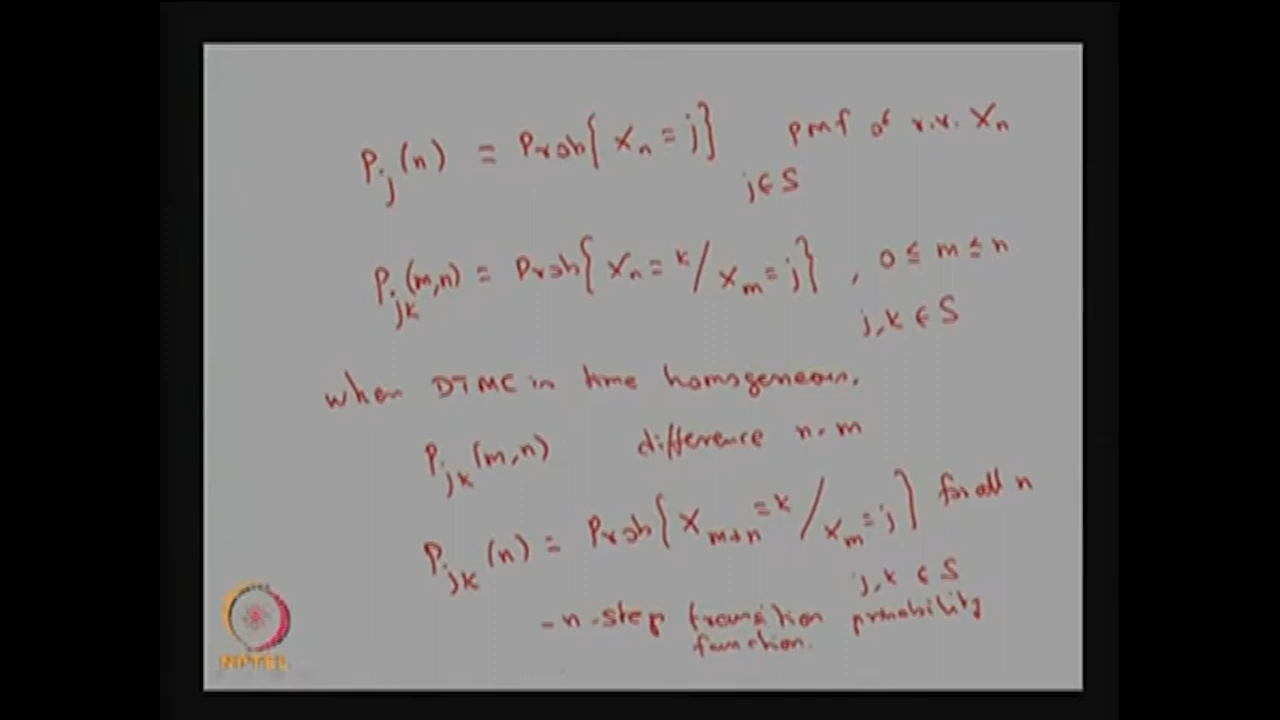 P_j(n) = Prob{ X_n = j } pmf of r.v. X_n
j ∈ S
P_jk(m,n) = Prob{ X_n = k / X_m = j } , 0 ≤ m ≤ n
j, k ∈ S
when DTMC is time homogeneous,
P_jk(m,n) difference n-m
P_jk(n) = Prob{ X_m+n = k / X_m = j } for all n
j, k ∈ S
- n-step transition probability
function.
NPTEL